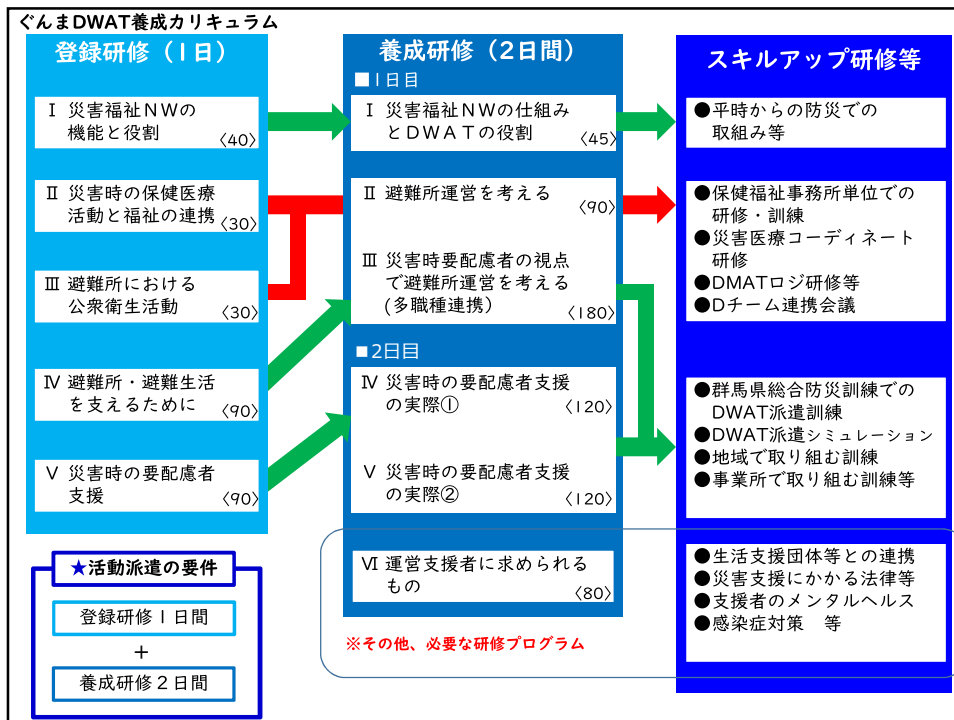 ぐんまDWAT養成カリキュラム
登録研修（1日）
Ⅰ 災害福祉NWの
機能と役割
〈40〉
Ⅱ 災害時の保健医療
活動と福祉の連携
〈30〉
Ⅲ 避難所における
公衆衛生活動
〈30〉
Ⅳ 避難所・避難生活
を支えるために
〈90〉
Ⅴ 災害時の要配慮者
支援
〈90〉
★活動派遣の要件
登録研修１日間
+
養成研修２日間
養成研修（2日間）
■1日目
Ⅰ 災害福祉NWの仕組み
とDWATの役割
〈45〉
Ⅱ 避難所運営を考える
〈90〉
Ⅲ 災害時要配慮者の視点
で避難所運営を考える
(多職種連携）
〈180〉
■2日目
Ⅳ 災害時の要配慮者支援
の実際①
〈120〉
Ⅴ 災害時の要配慮者支援
の実際②
〈120〉
Ⅵ 運営支援者に求められる
もの
〈80〉
※その他、必要な研修プログラム
スキルアップ研修等
●平時からの防災での
取組み等
●保健福祉事務所単位での
研修・訓練
●災害医療コーディネート
研修
●DMATロジ研修等
●Dチーム連携会議
●群馬県総合防災訓練での
DWAT派遣訓練
●DWAT派遣シミュレーション
●地域で取り組む訓練
●事業所で取り組む訓練等
●生活支援団体等との連携
●災害支援にかかる法律等
●支援者のメンタルヘルス
●感染症対策　等